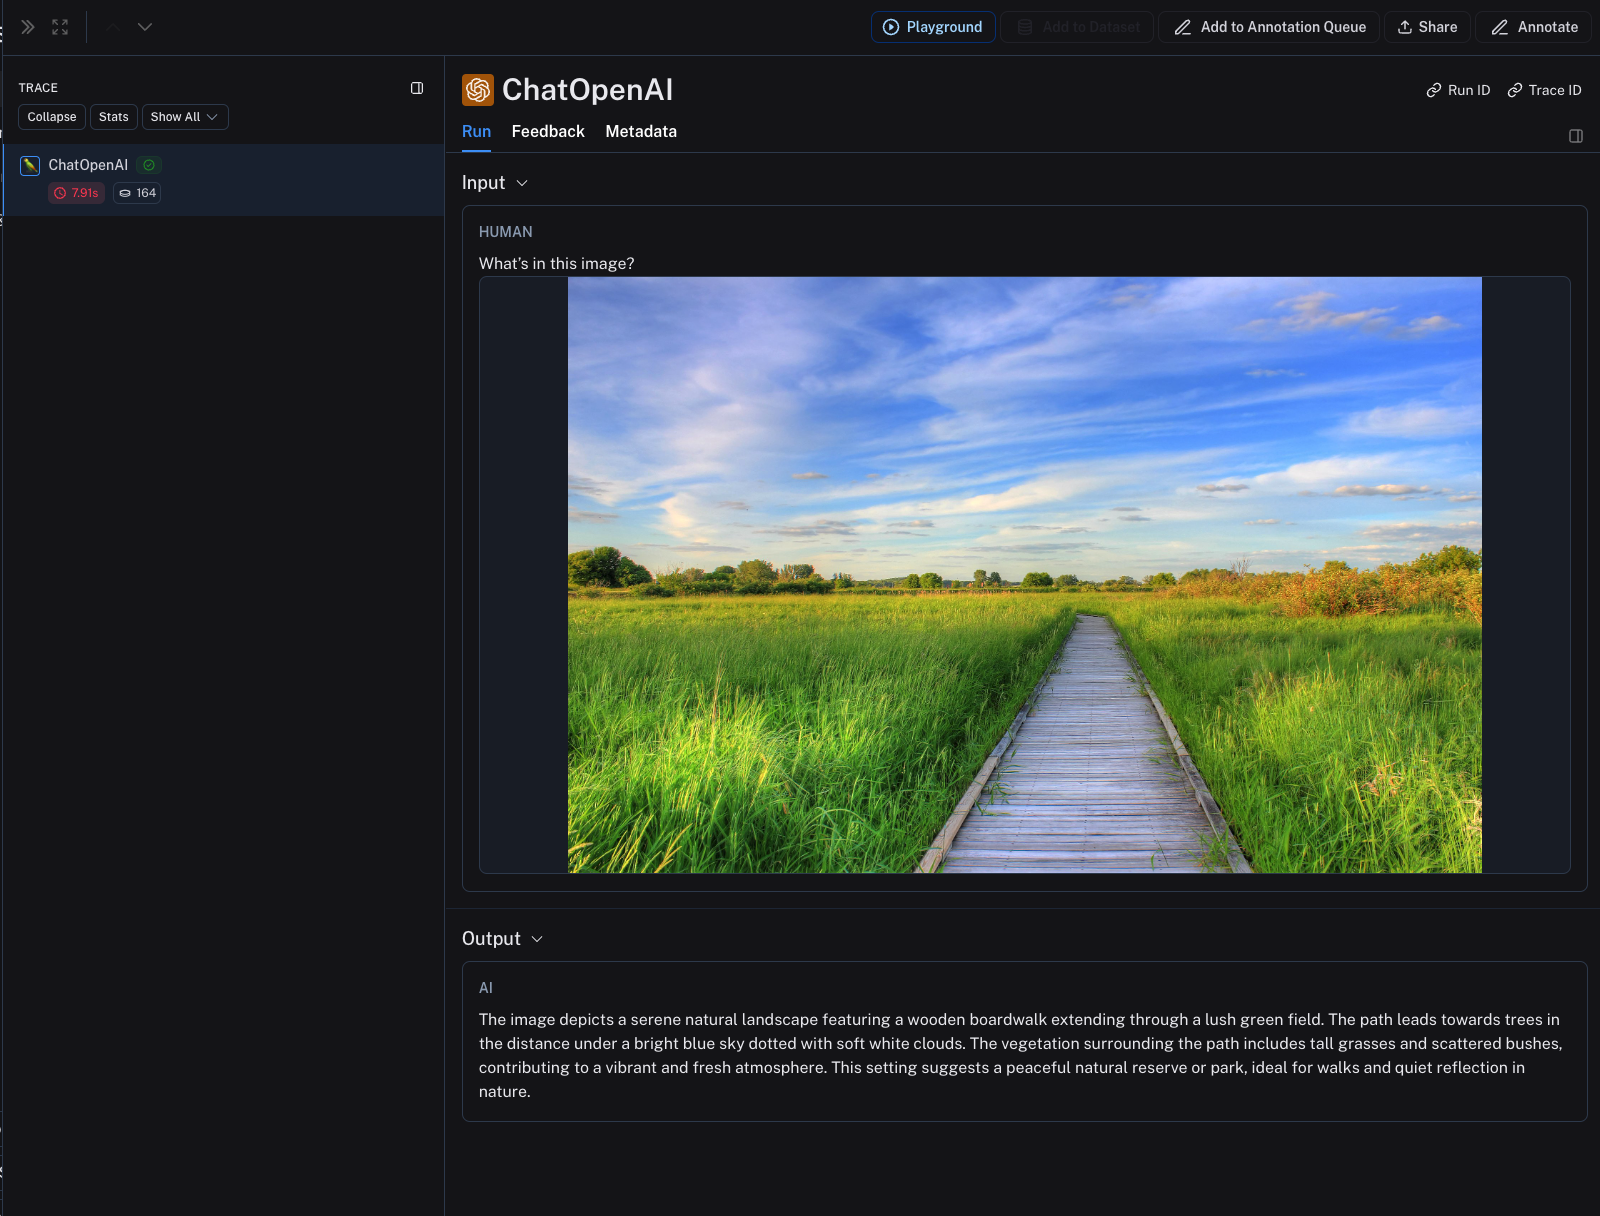 Playground
Add to Dataset
Add to Annotation Queue
Share
Annotate
TRACE
Collapse
Stats
Show All
ChatOpenAI
7.91s
164
ChatOpenAI
Run ID
Trace ID
Run
Feedback
Metadata
Input
HUMAN
What's in this image?
Output
AI
The image depicts a serene natural landscape featuring a wooden boardwalk extending through a lush green field. The path leads towards trees in
the distance under a bright blue sky dotted with soft white clouds. The vegetation surrounding the path includes tall grasses and scattered bushes,
contributing to a vibrant and fresh atmosphere. This setting suggests a peaceful natural reserve or park, ideal for walks and quiet reflection in
nature.